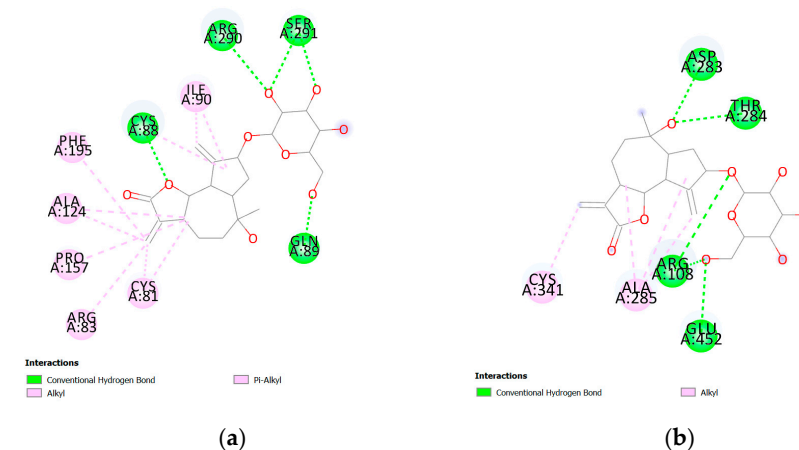 ARG
A:290
SER
A:291
ILE
A:90
CYS
A:88
PHE
A:195
ALA
A:124
PRO
A:157
ARG
A:83
CYS
A:81
GLN
A:89
O
O
O
O
O
O
O
O
O
Interactions
Conventional Hydrogen Bond
Alkyl
Pi-Alkyl
(a)
ASP
A:283
THR
A:284
ARG
A:108
ALA
A:285
CYS
A:341
GLU
A:452
O
O
O
O
O
O
O
O
Interactions
Conventional Hydrogen Bond
Alkyl
(b)